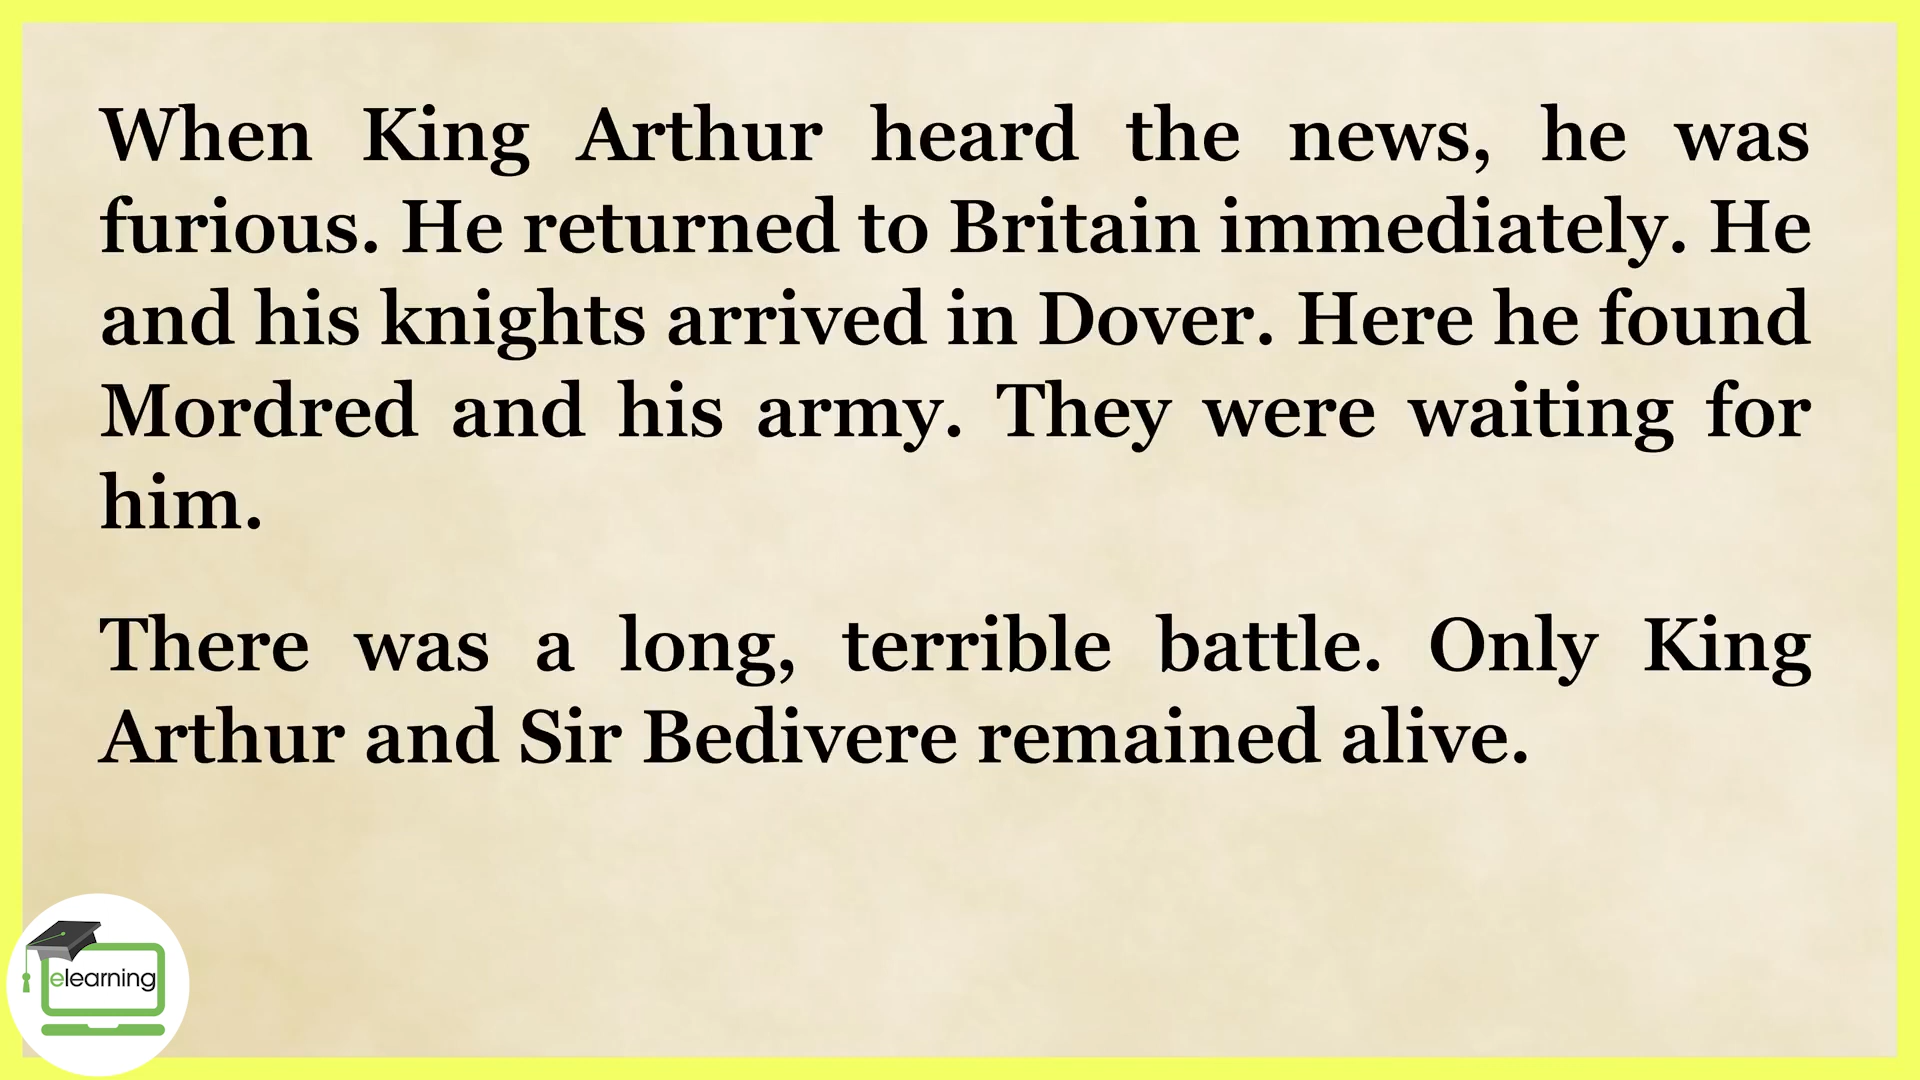 When King Arthur heard the news, he was
furious. He returned to Britain immediately. He
and his knights arrived in Dover. Here he found
Mordred and his army. They were waiting for
him.
There was a long, terrible battle. Only King
Arthur and Sir Bedivere remained alive.
elearning